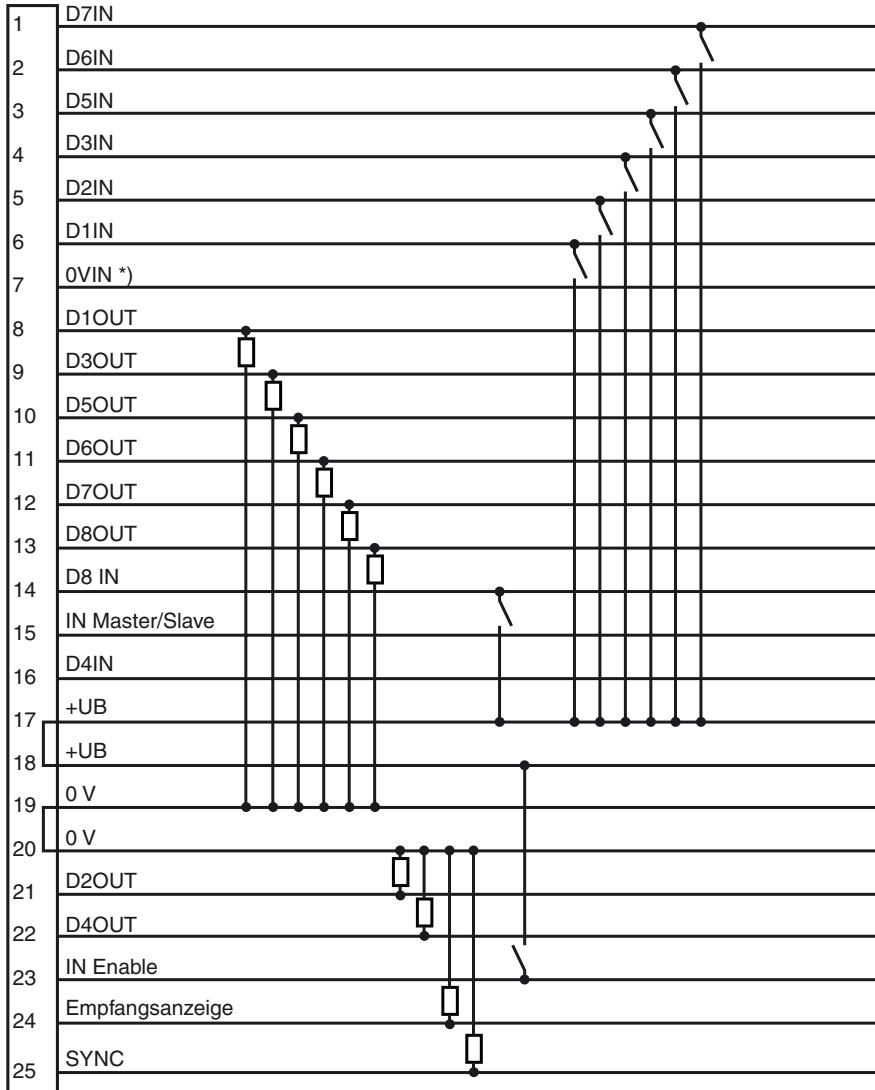 D7IN
1
D6IN
2
D5IN
3
D3IN
4
D2IN
5
D1IN
6
0VIN *)
7
D1OUT
8
D3OUT
9
D5OUT
10
D6OUT
11
D7OUT
12
D8OUT
13
D8 IN
14
IN Master/Slave
15
D4IN
16
+UB
17
+UB
18
0 V
19
0 V
20
D2OUT
21
D4OUT
22
IN Enable
23
Empfangsanzeige
24
SYNC
25